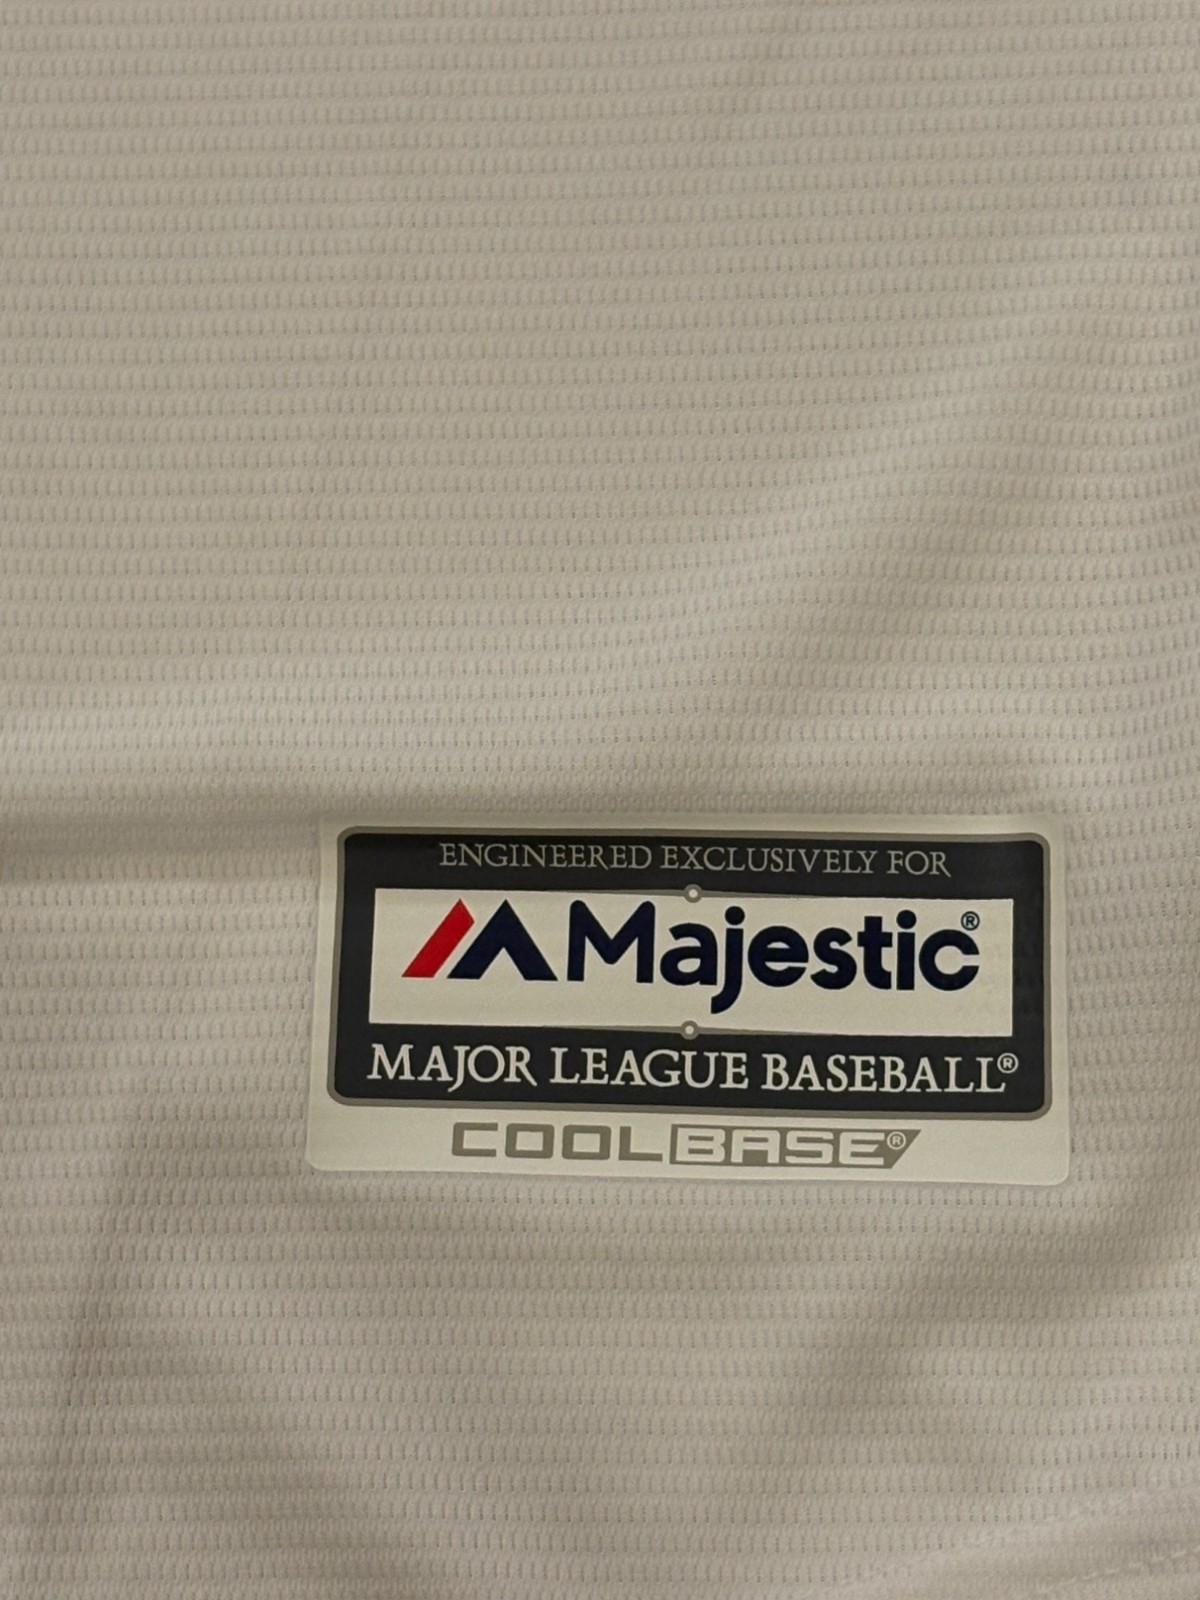 ENGINEERED EXCLUSIVELY FOR
Majestic®
MAJOR LEAGUE BASEBALL®
COOLBASE®